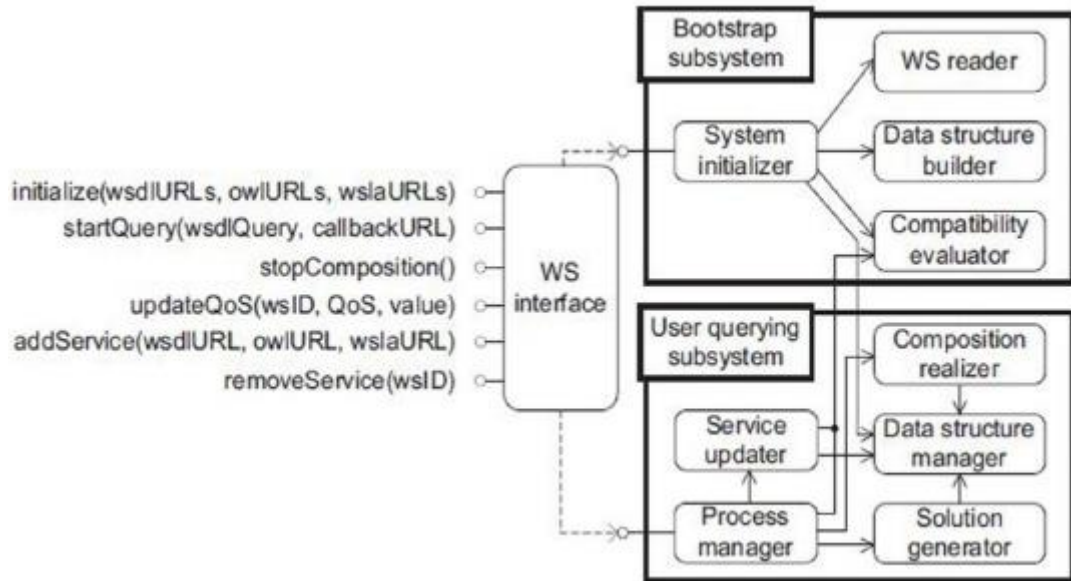 Bootstrap
subsystem
WS reader
System
initializer
Data structure
builder
Compatibility
evaluator
initialize(wsdlURLs, owlURLs, wslaURLs)
startQuery(wsdlQuery, callbackURL)
stopComposition()
updateQoS(wsID, QoS, value)
addService(wsdlURL, owlURL, wslaURL)
removeService(wsID)
WS
interface
User querying
subsystem
Composition
realizer
Service
updater
Data structure
manager
Process
manager
Solution
generator